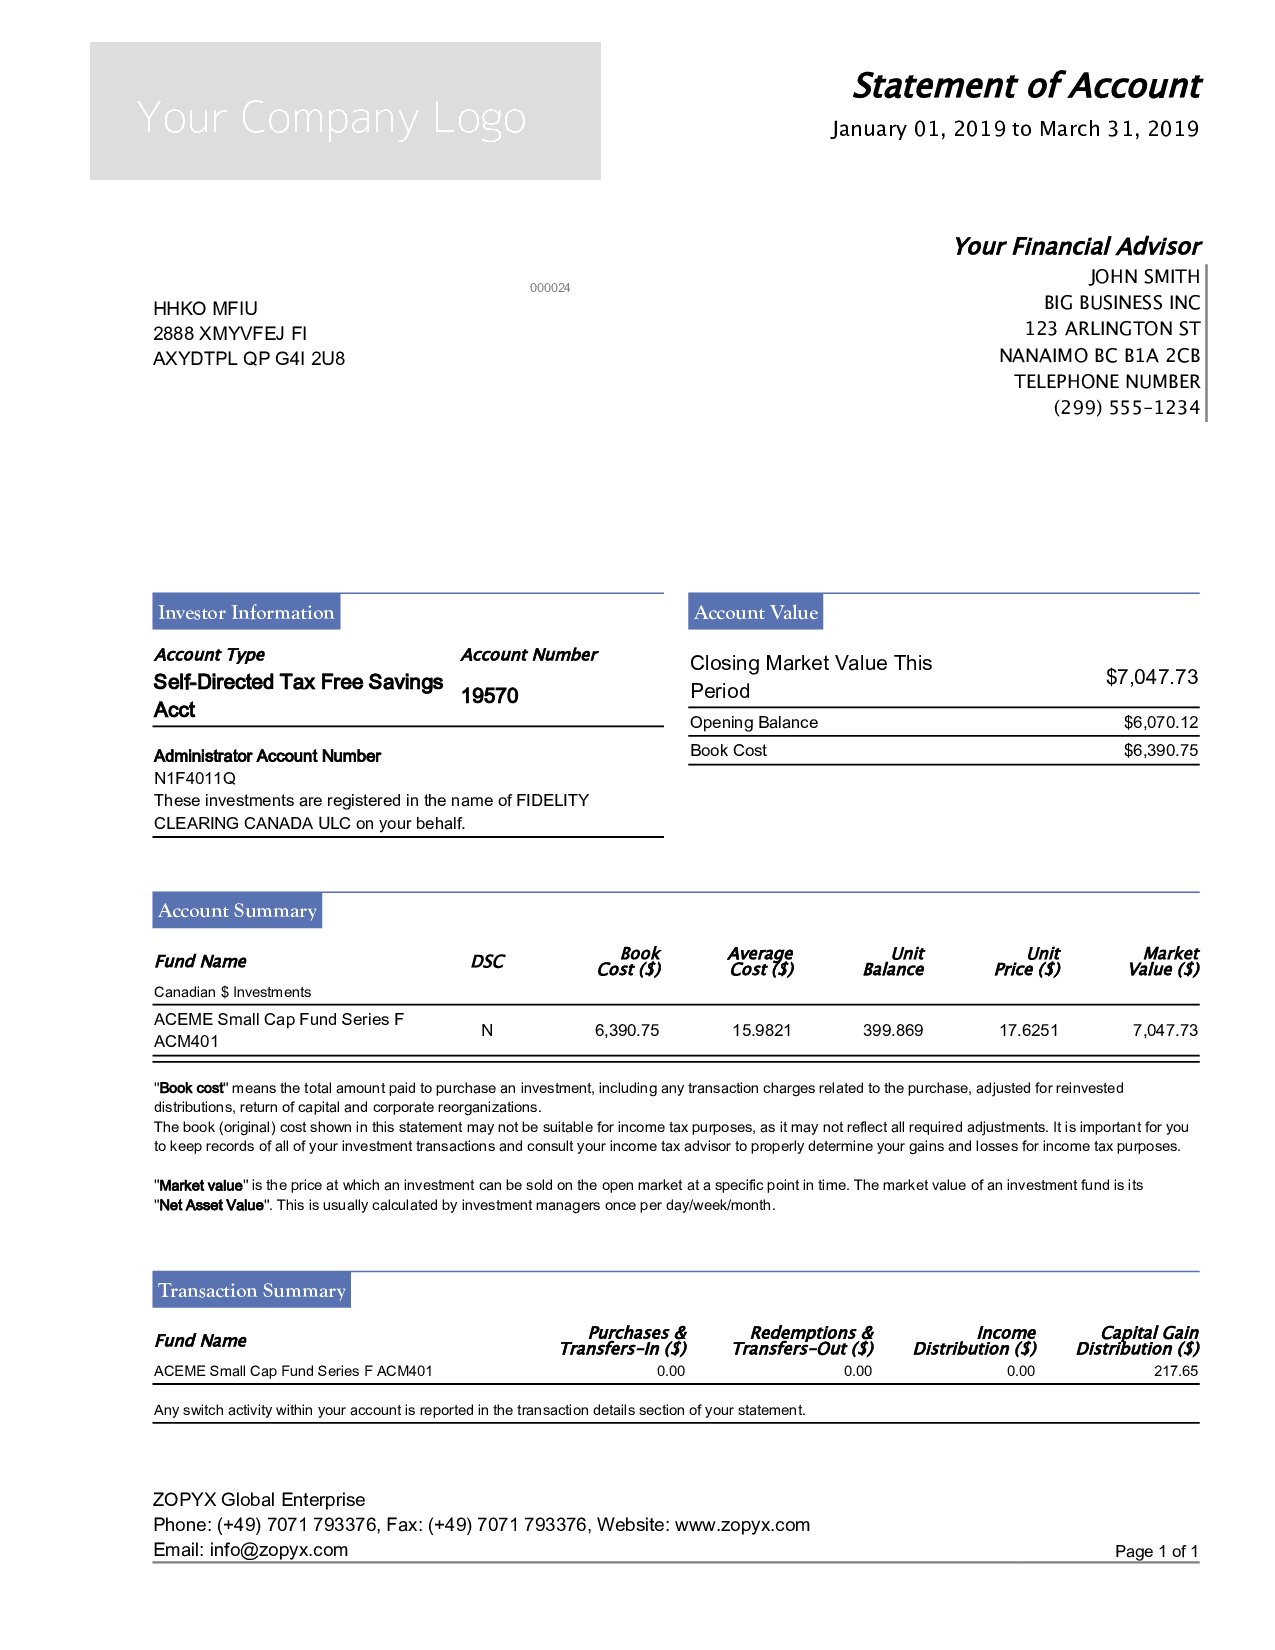 Your Company Logo
Statement of Account
January 01, 2019 to March 31, 2019
Your Financial Advisor
JOHN SMITH
BIG BUSINESS INC
123 ARLINGTON ST
NANAIMO BC B1A 2CB
TELEPHONE NUMBER
(299) 555-1234
000024
HHKO MFIU
2888 XMYVFEJ FI
AXYDTPL QP G4I 2U8
Investor Information
Account Type Account Number
Self-Directed Tax Free Savings
Acct
19570
Administrator Account Number
N1F4011Q
These investments are registered in the name of FIDELITY
CLEARING CANADA ULC on your behalf.
Account Value
Closing Market Value This
Period
$7,047.73
Opening Balance $6,070.12
Book Cost $6,390.75
Account Summary
Fund Name DSC Book Cost ($) Average Cost ($) Unit Balance Unit Price ($) Market Value ($)
Canadian $ Investments
ACEME Small Cap Fund Series F
ACM401
N 6,390.75 15.9821 399.869 17.6251 7,047.73
"Book cost" means the total amount paid to purchase an investment, including any transaction charges related to the purchase, adjusted for reinvested
distributions, return of capital and corporate reorganizations.
The book (original) cost shown in this statement may not be suitable for income tax purposes, as it may not reflect all required adjustments. It is important for you
to keep records of all of your investment transactions and consult your income tax advisor to properly determine your gains and losses for income tax purposes.
"Market value" is the price at which an investment can be sold on the open market at a specific point in time. The market value of an investment fund is its
"Net Asset Value". This is usually calculated by investment managers once per day/week/month.
Transaction Summary
Fund Name Purchases & Transfers-In ($) Redemptions & Transfers-Out ($) Income Distribution ($) Capital Gain Distribution ($)
ACEME Small Cap Fund Series F ACM401 0.00 0.00 0.00 217.65
Any switch activity within your account is reported in the transaction details section of your statement.
ZOPYX Global Enterprise
Phone: (+49) 7071 793376, Fax: (+49) 7071 793376, Website: www.zopyx.com
Email: info@zopyx.com
Page 1 of 1